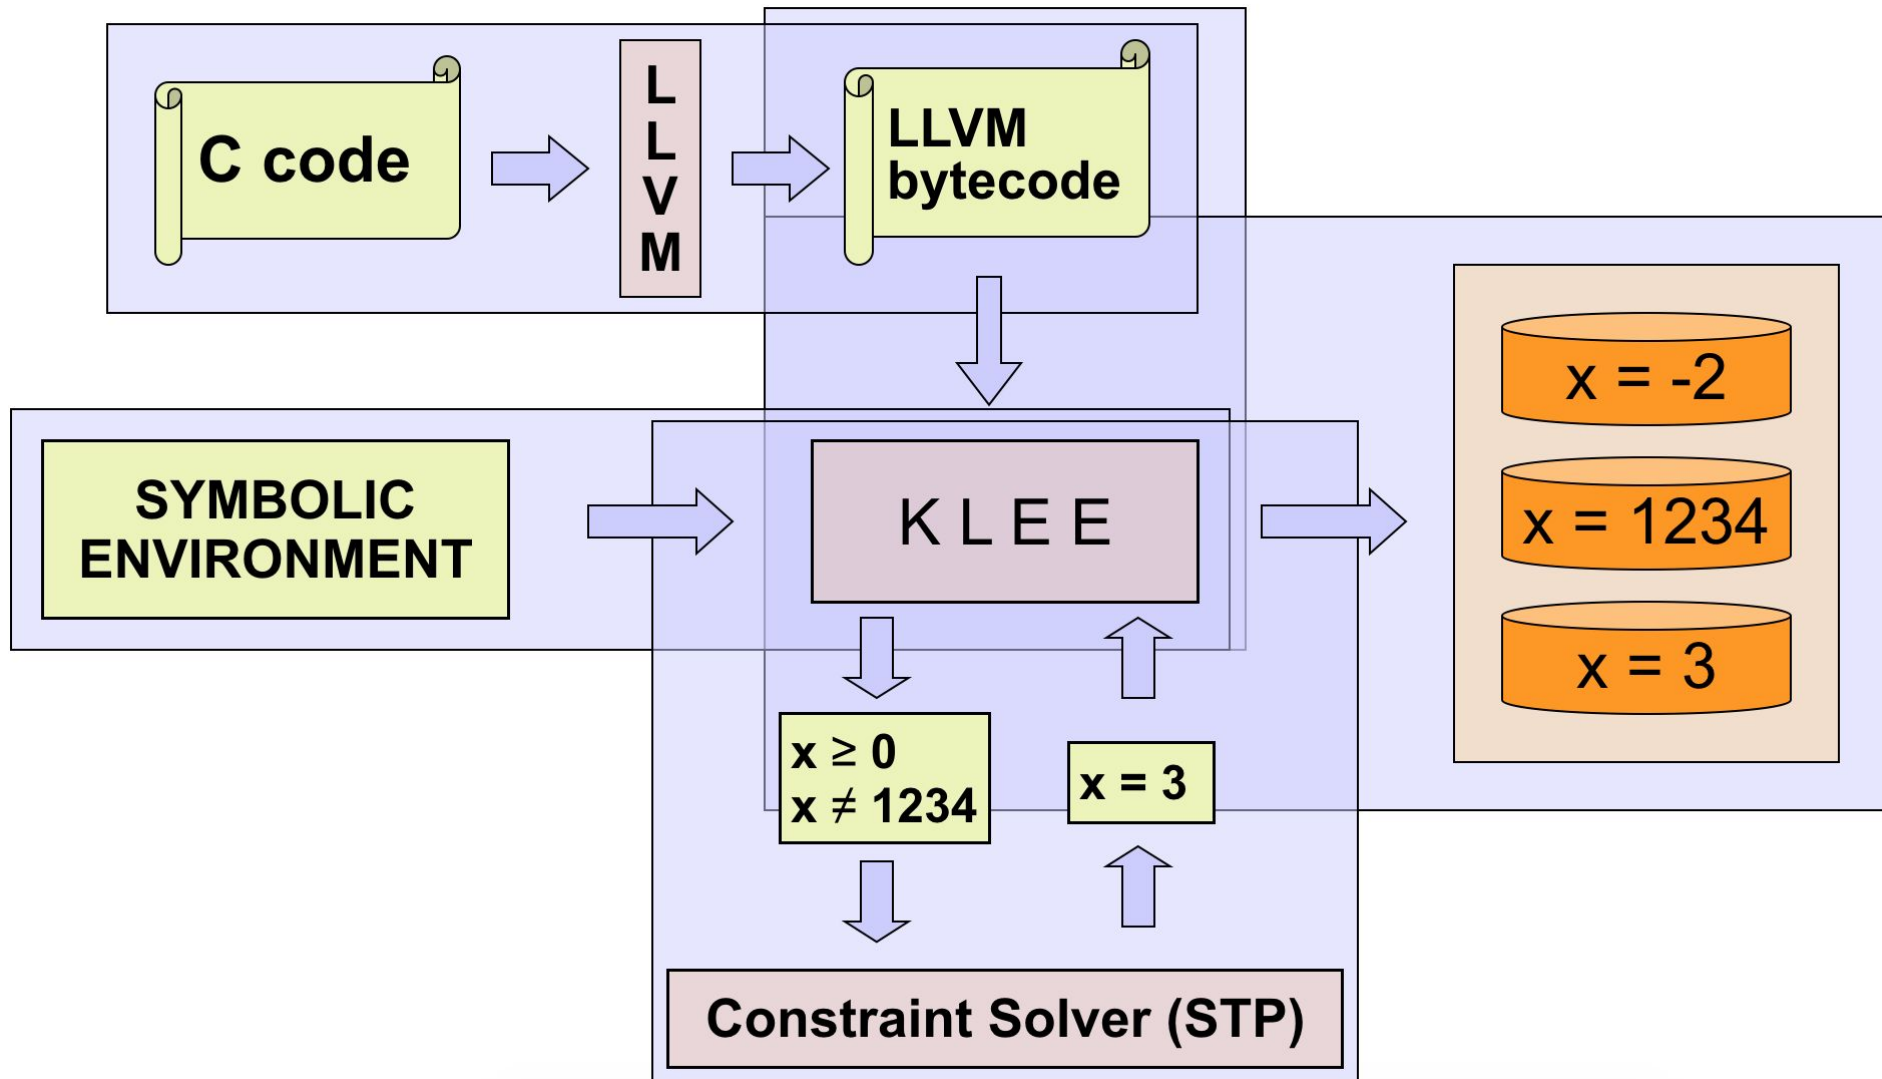 C code
L
L
V
M
LLVM
bytecode
SYMBOLIC
ENVIRONMENT
K L E E
x = -2
x = 1234
x = 3
x ≥ 0
x ≠ 1234
x = 3
Constraint Solver (STP)